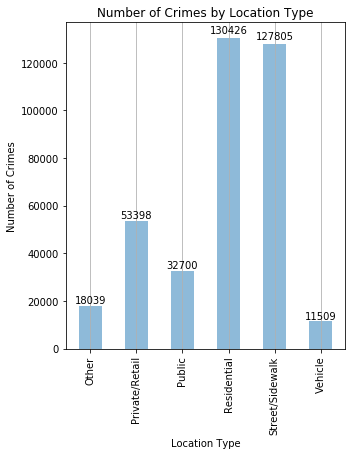 Number of Crimes by Location Type
130426
127805
120000
100000
80000
60000
53398
40000
32700
20000
18039
11509
0
Number of Crimes
Other
Private/Retail
Public
Residential
Street/Sidewalk
Vehicle
Location Type